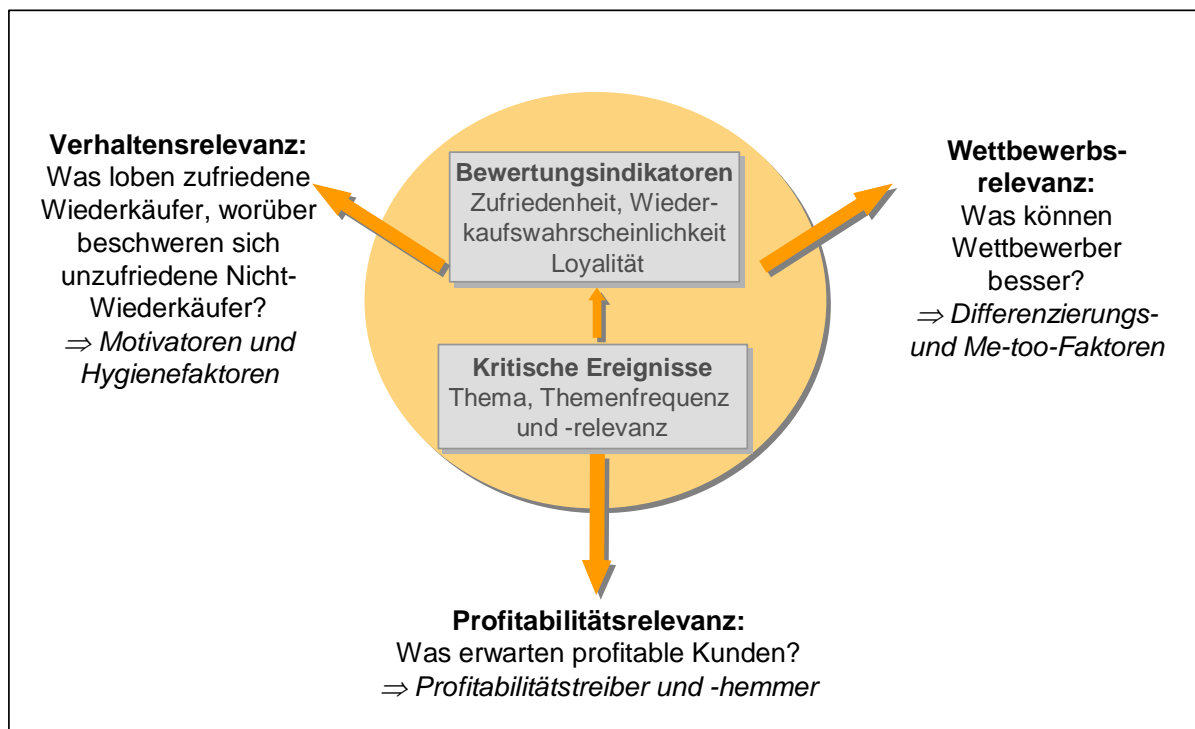 Verhaltensrelevanz:
Was loben zufriedene
Wiederkäufer, worüber
beschweren sich
unzufriedene Nicht-
Wiederkäufer?
⇒ Motivatoren und
Hygienefaktoren
Bewertungsindikatoren
Zufriedenheit, Wieder-
kaufswahrscheinlichkeit
Loyalität
Kritische Ereignisse
Thema, Themenfrequenz
und -relevanz
Wettbewerbs-
relevanz:
Was können
Wettbewerber
besser?
⇒ Differenzierungs-
und Me-too-Faktoren
Profitabilitätsrelevanz:
Was erwarten profitable Kunden?
⇒ Profitabilitätstreiber und -hemmer